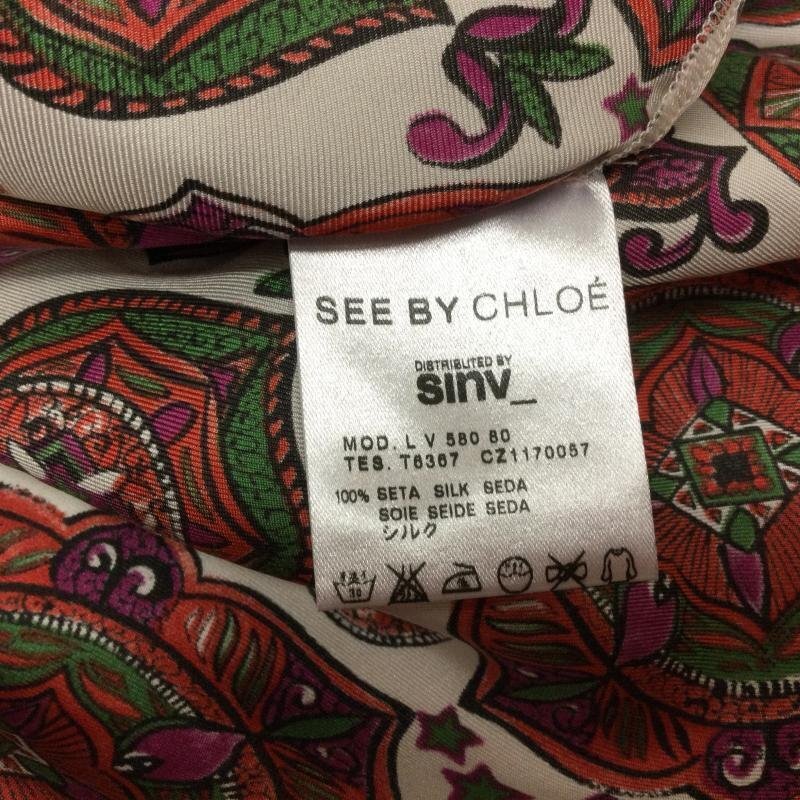 SEE BY CHLOÉ
DISTRIBUTED BY
sinv_
MOD. L V 580 80
TES. T6367 CZ1170057
100% SETA SILK SEDA
SOIE SEIDE SEDA
シルク